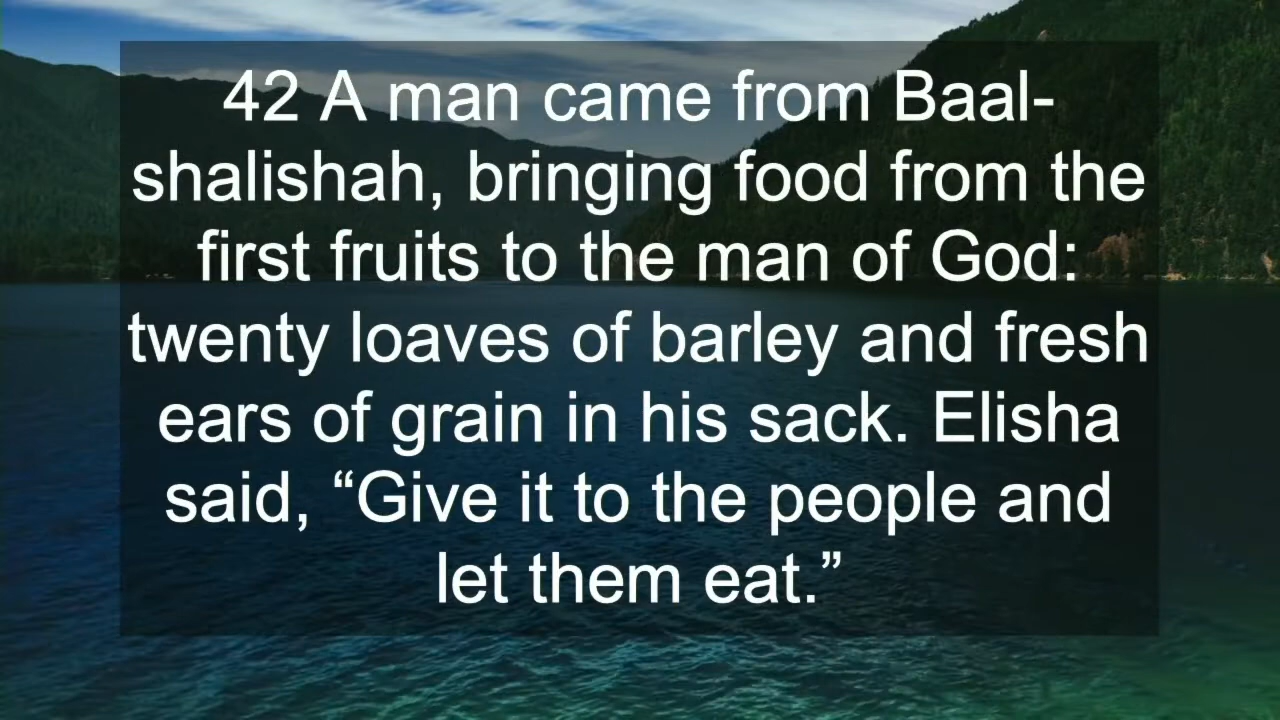 42 A man came from Baal-
shalishah, bringing food from the
first fruits to the man of God:
twenty loaves of barley and fresh
ears of grain in his sack. Elisha
said, “Give it to the people and
let them eat.”